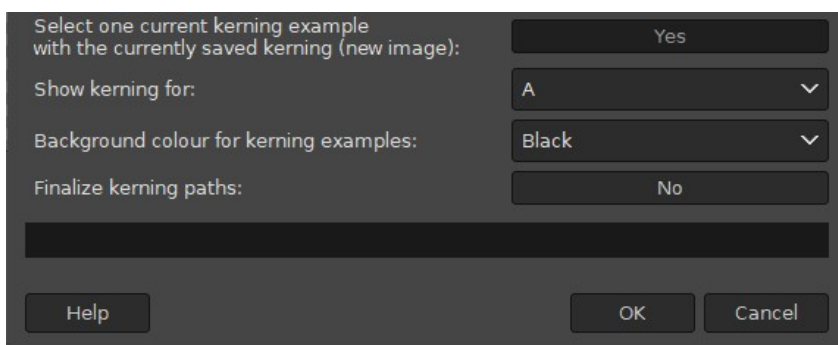 Select one current kerning example
with the currently saved kerning (new image):
Yes
Show kerning for:
A
Background colour for kerning examples:
Black
Finalize kerning paths:
No
Help
OK
Cancel